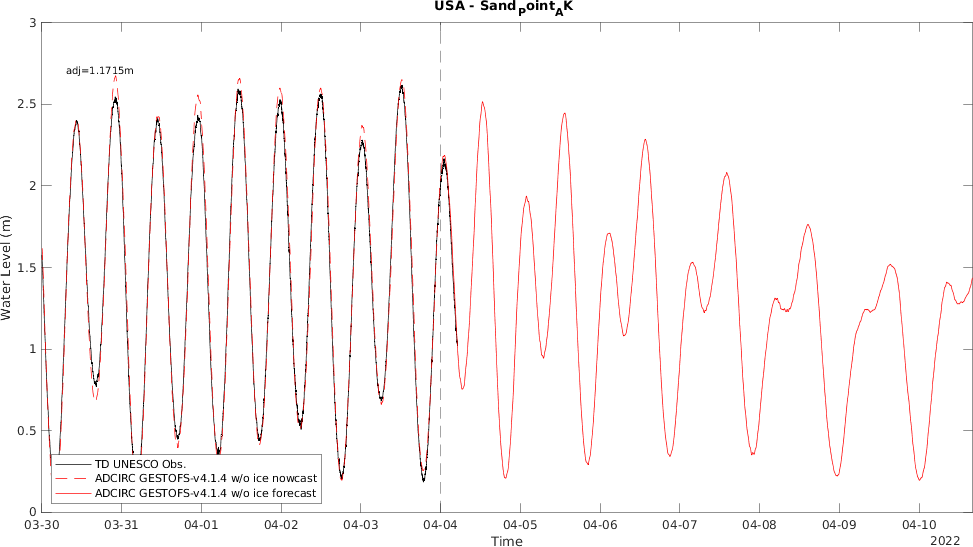 USA - Sand_Point_AK
3
adj=1.1715m
2.5
2
1.5
Water Level (m)
1
0.5
TD UNESCO Obs.
ADCIRC GESTOFS-v4.1.4 w/o ice nowcast
ADCIRC GESTOFS-v4.1.4 w/o ice forecast
0
03-30 03-31 04-01 04-02 04-03 04-04 04-05 04-06 04-07 04-08 04-09 04-10
Time
2022